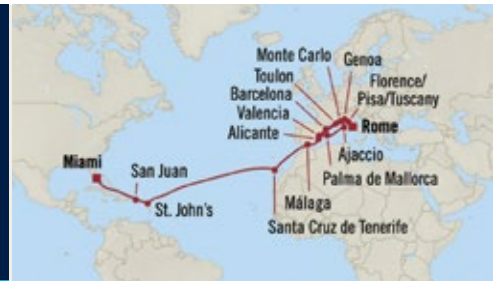 Monte Carlo
Genoa
Toulon
Florence/
Barcelona
Pisa/Tuscany
Valencia
Alicante
Rome
Miami
San Juan
Ajaccio
Palma de Mallorca
St. John's
Málaga
Santa Cruz de Tenerife